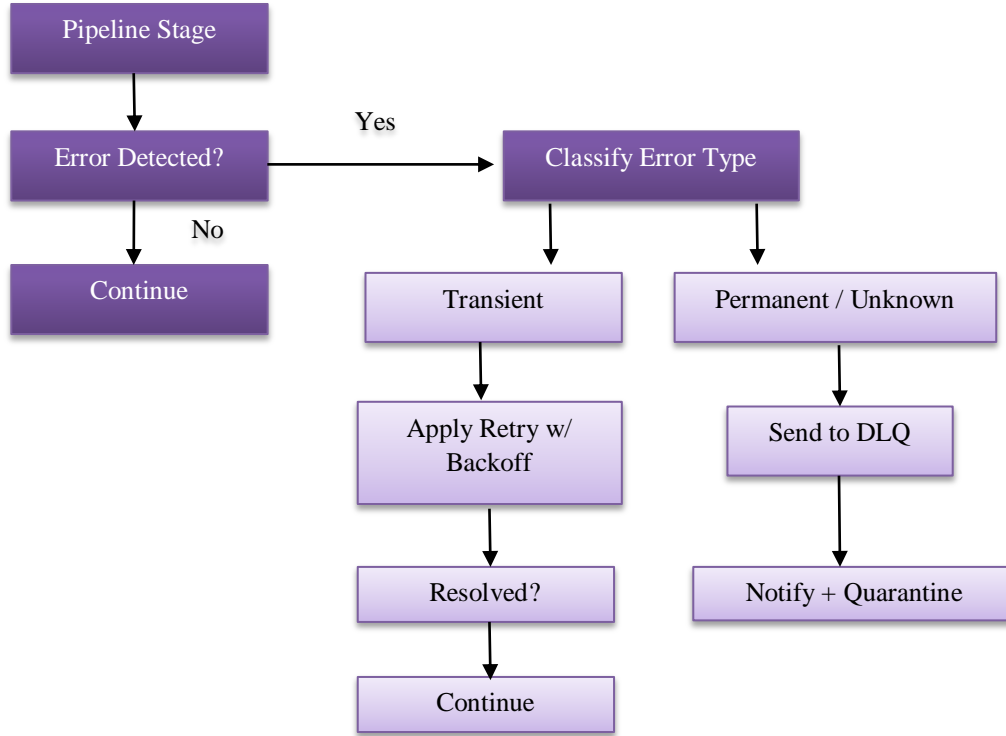 Pipeline Stage
Yes
Error Detected?
Classify Error Type
No
Continue
Transient
Permanent / Unknown
Apply Retry w/
Backoff
Send to DLQ
Resolved?
Notify + Quarantine
Continue